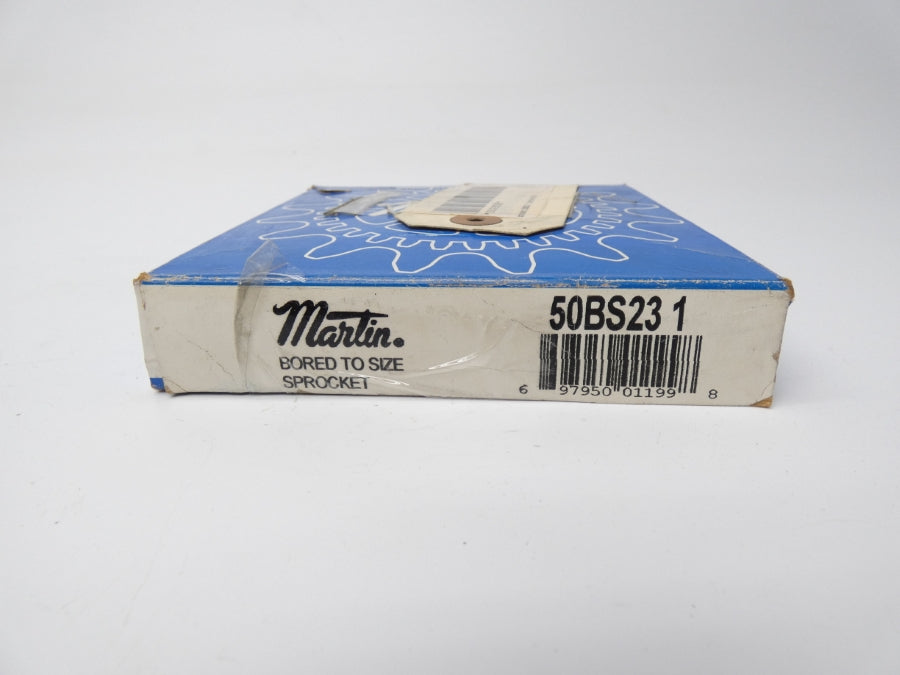 Martin.
BORED TO SIZE
SPROCKET
50BS23 1
6 97950 01199 8